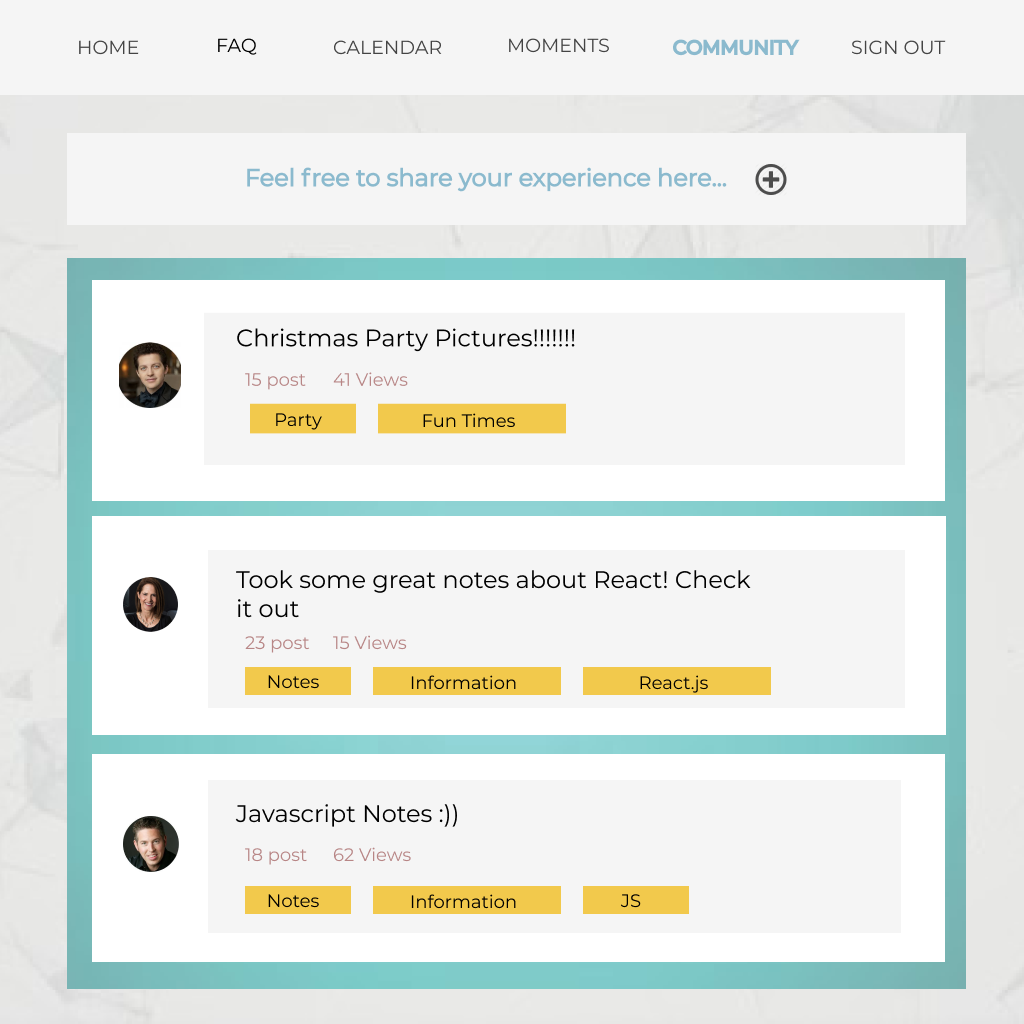 HOME FAQ CALENDAR MOMENTS COMMUNITY SIGN OUT
Feel free to share your experience here...
Christmas Party Pictures!!!!!!!
15 post 41 Views
Party Fun Times
Took some great notes about React! Check
it out
23 post 15 Views
Notes Information React.js
Javascript Notes :))
18 post 62 Views
Notes Information JS